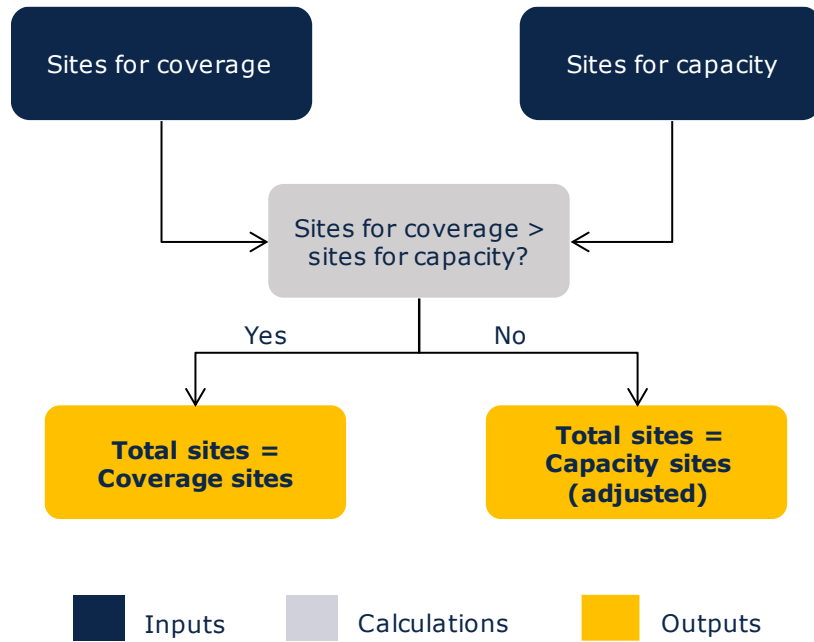 Sites for coverage
Sites for capacity
Sites for coverage >
sites for capacity?
Yes
No
Total sites =
Coverage sites
Total sites =
Capacity sites
(adjusted)
Inputs
Calculations
Outputs